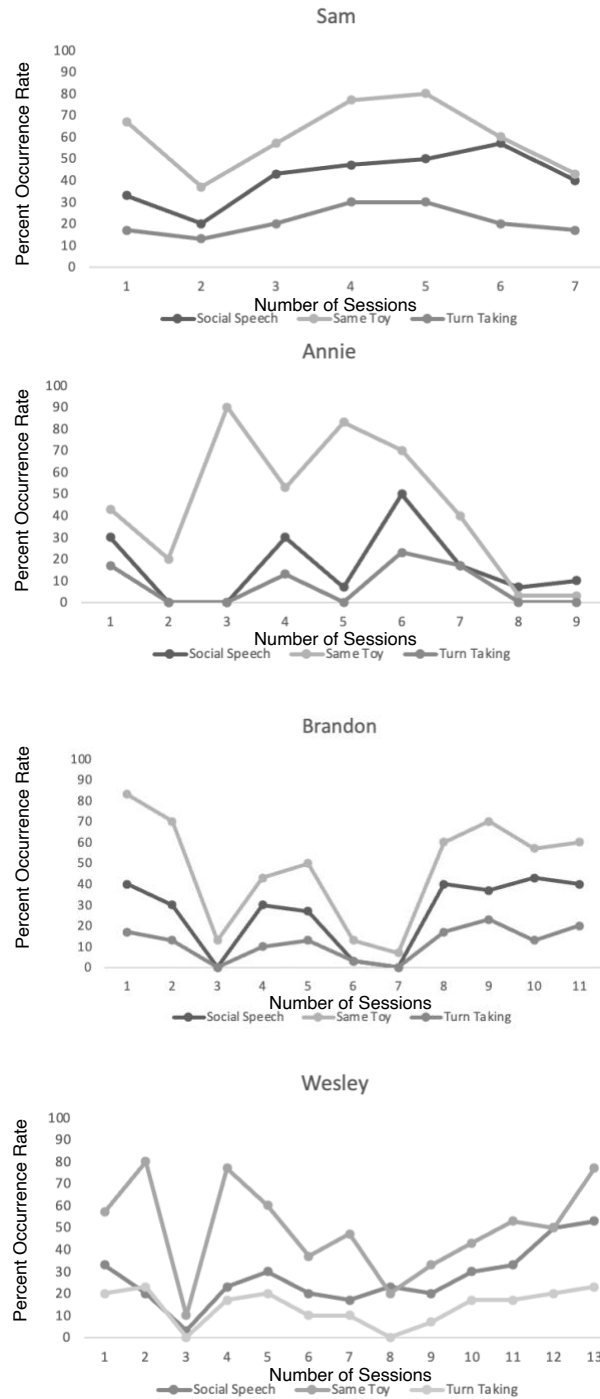 Sam
Percent Occurrence Rate
100
90
80
70
60
50
40
30
20
10
0
1 2 3 4 5 6 7
Number of Sessions
Social Speech Same Toy Turn Taking
Annie
Percent Occurrence Rate
100
90
80
70
60
50
40
30
20
10
0
1 2 3 4 5 6 7 8 9
Number of Sessions
Social Speech Same Toy Turn Taking
Brandon
Percent Occurrence Rate
100
90
80
70
60
50
40
30
20
10
0
1 2 3 4 5 6 7 8 9 10 11
Number of Sessions
Social Speech Same Toy Turn Taking
Wesley
Percent Occurrence Rate
100
90
80
70
60
50
40
30
20
10
0
1 2 3 4 5 6 7 8 9 10 11 12 13
Number of Sessions
Social Speech Same Toy Turn Taking